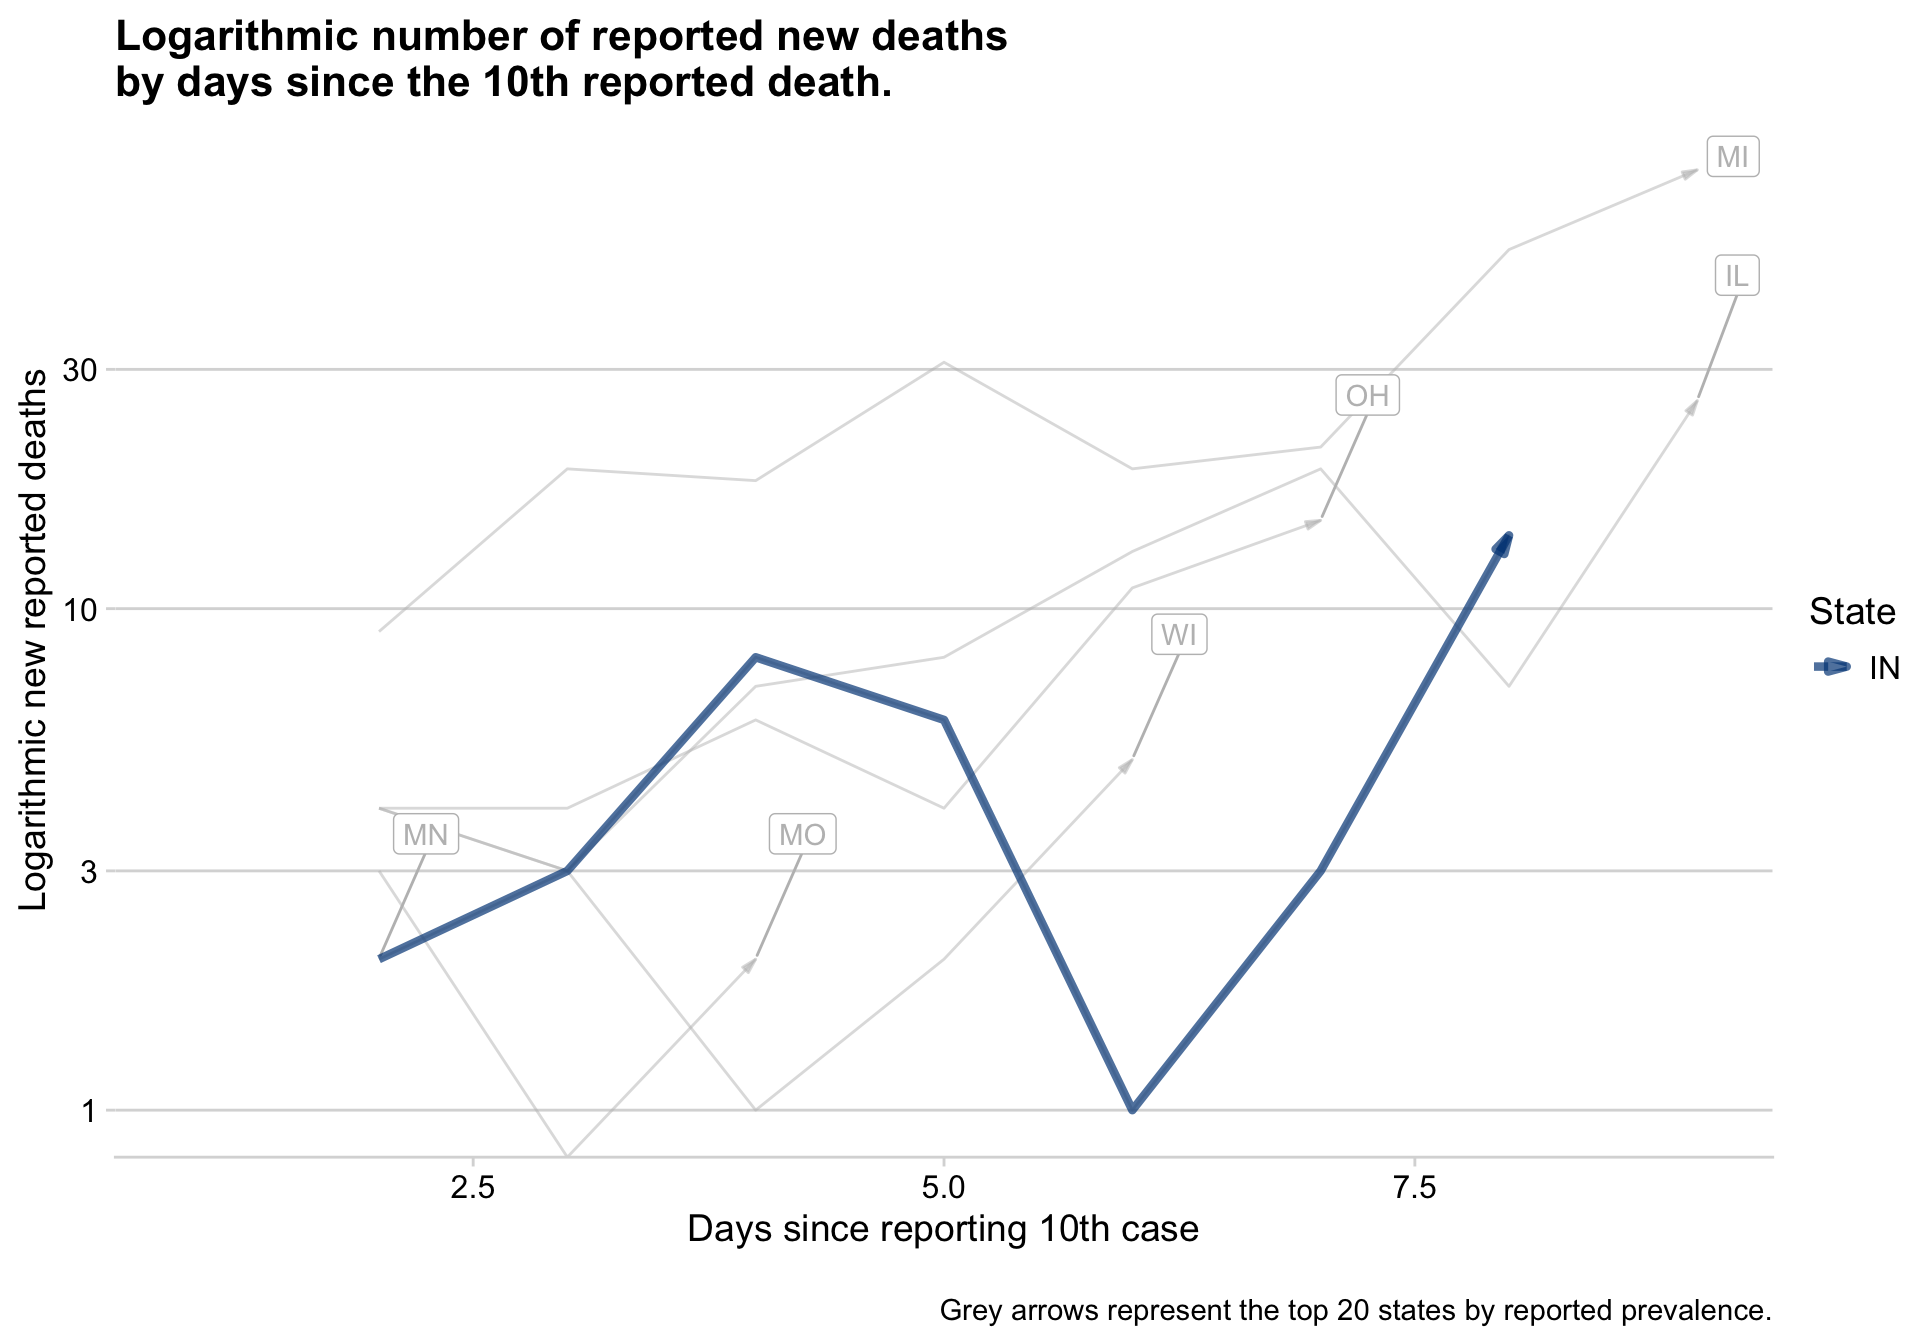 Logarithmic number of reported new deaths
by days since the 10th reported death.
MI
IL
30
OH
10
WI
State
IN
MN
MO
3
1
Logarithmic new reported deaths
2.5
5.0
7.5
Days since reporting 10th case
Grey arrows represent the top 20 states by reported prevalence.